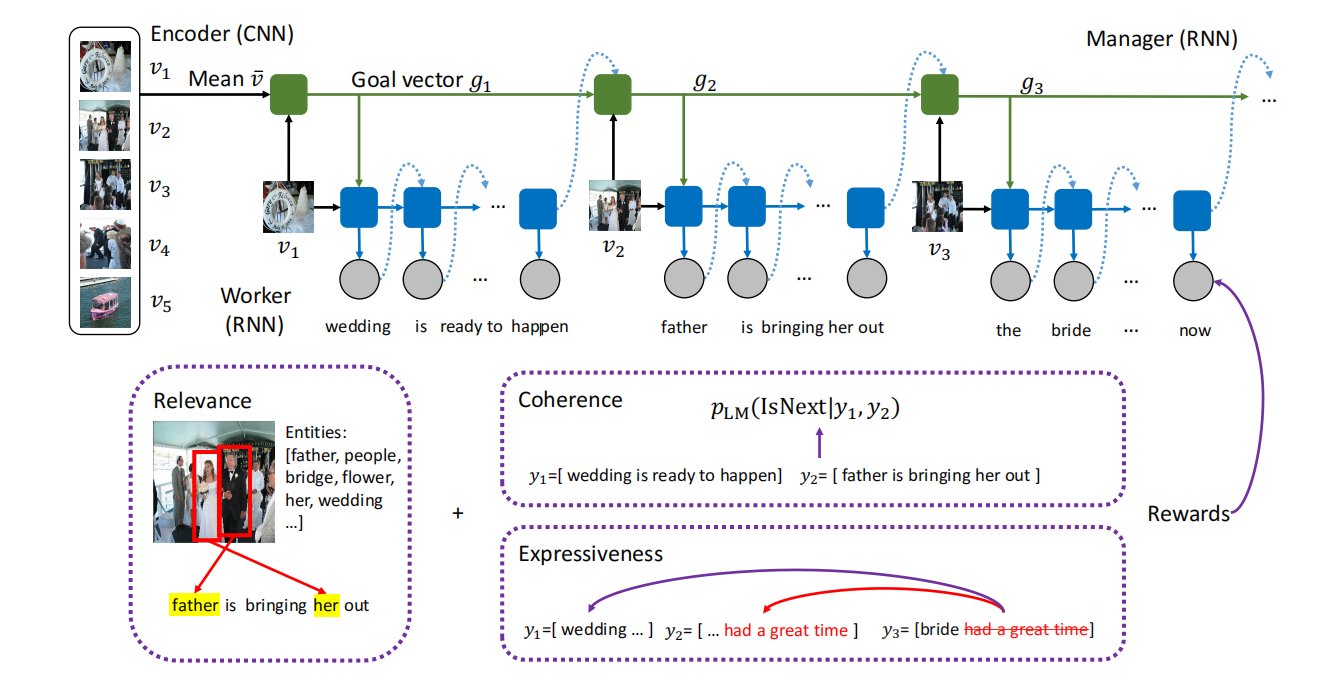 Encoder (CNN)
Manager (RNN)
v₁
Mean v̄
Goal vector g₁
g₂
g₃
...
v₂
v₃
v₄
v₅
v₁
...
v₂
...
v₃
...
...
...
...
Worker
(RNN)
wedding is ready to happen
father is bringing her out
the bride ... now
Relevance
Entities:
[father, people,
bridge, flower,
her, wedding
...]
father is bringing her out
+
Coherence
p_LM(IsNext|y₁, y₂)
y₁=[ wedding is ready to happen] y₂= [ father is bringing her out ]
Expressiveness
y₁=[ wedding ... ] y₂= [ ... had a great time ] y₃= [bride had a great time]
Rewards